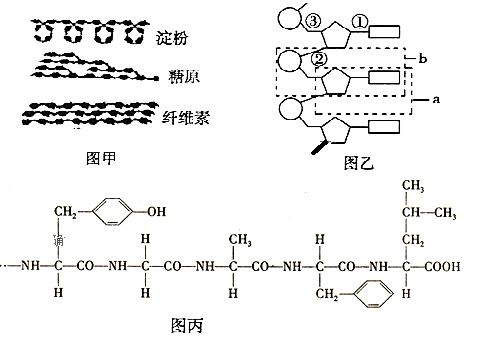 淀粉
糖原
纤维素
图甲
③ ①
② b
a
图乙
CH₂ OH
CH₃
CH—CH₃
H CH₃ H CH₂
NH—C—CO—NH—C—CO—NH—C—CO—NH—C—CO—NH—C—COOH
H H H CH₂ H
图丙